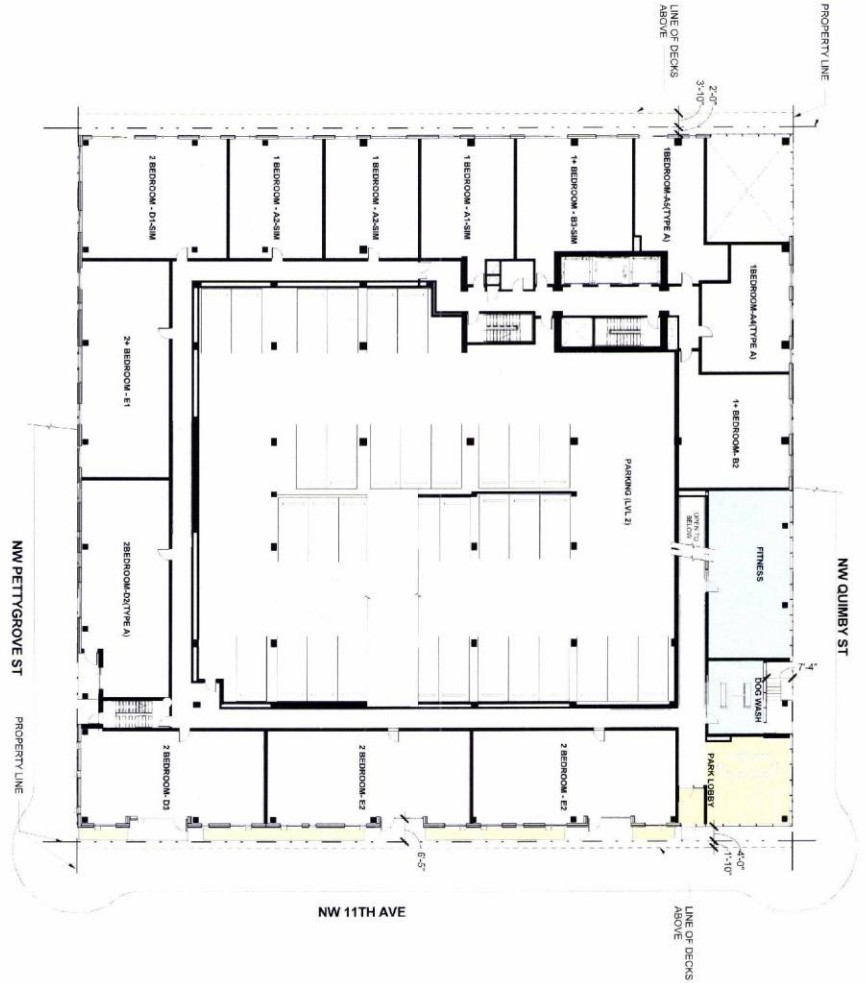 PROPERTY LINE
LINE OF DECKS
ABOVE
2'-0"
3'-10"
2 BEDROOM - D1-SIM
1 BEDROOM - A2-SIM
1 BEDROOM - A2-SIM
1 BEDROOM - A1-SIM
1+ BEDROOM - B3-SIM
1BEDROOM-A5(TYPE A)
1BEDROOM-A4(TYPE A)
2+ BEDROOM - E1
1+ BEDROOM- B2
PARKING (LVL 2)
OPEN TO
BELOW
FITNESS
2BEDROOM-D2(TYPE A)
NW PETTYGROVE ST
NW QUIMBY ST
7'-4"
DOG WASH
PROPERTY LINE
2 BEDROOM- D3
2 BEDROOM - E2
2 BEDROOM - E2
PARK LOBBY
6'-5"
4'-0"
1'-10"
NW 11TH AVE
LINE OF DECKS
ABOVE